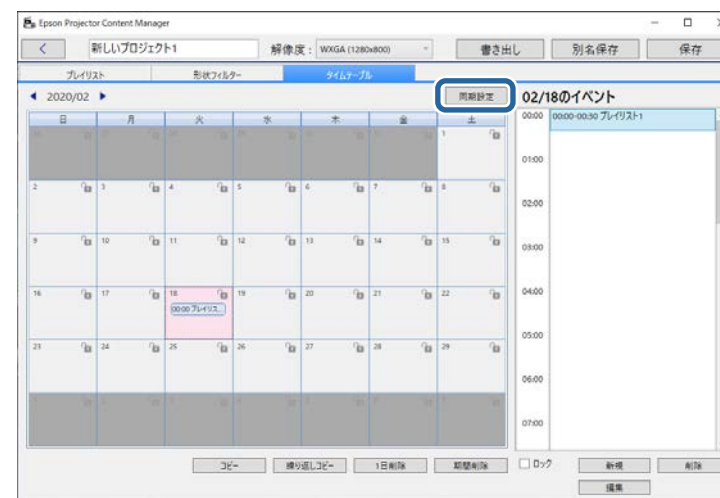 Epson Projector Content Manager
新しいプロジェクト1 解像度： WXGA (1280x800) 書き出し 別名保存 保存
プレイリスト 形状フィルター タイムテーブル
2020/02 同期設定 02/18のイベント
日 月 火 水 木 金 土
00:00 00:00-00:30 プレイリスト1
1
01:00
2 3 4 5 6 7 8
02:00
9 10 11 12 13 14 15
03:00
16 17 18 19 20 21 22
04:00
00:00 プレイリス...
05:00
23 24 25 26 27 28 29
06:00
07:00
コピー 繰り返しコピー 1日削除 期間削除 ロック 新規 削除
編集